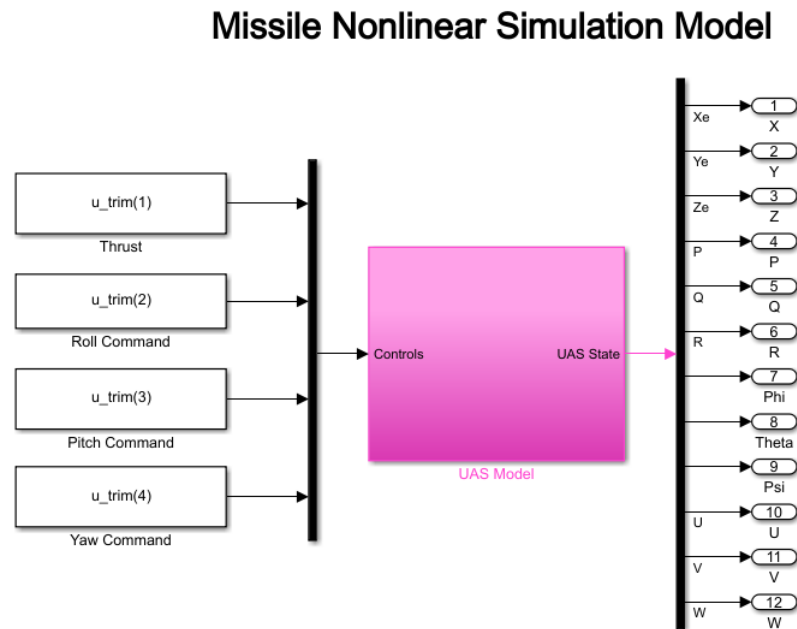 Missile Nonlinear Simulation Model
u_trim(1)
Thrust
u_trim(2)
Roll Command
u_trim(3)
Pitch Command
u_trim(4)
Yaw Command
Controls
UAS State
UAS Model
Xe
1
X
Ye
2
Y
Ze
3
Z
P
4
P
Q
5
Q
R
6
R
7
Phi
8
Theta
9
Psi
U
10
U
V
11
V
W
12
W